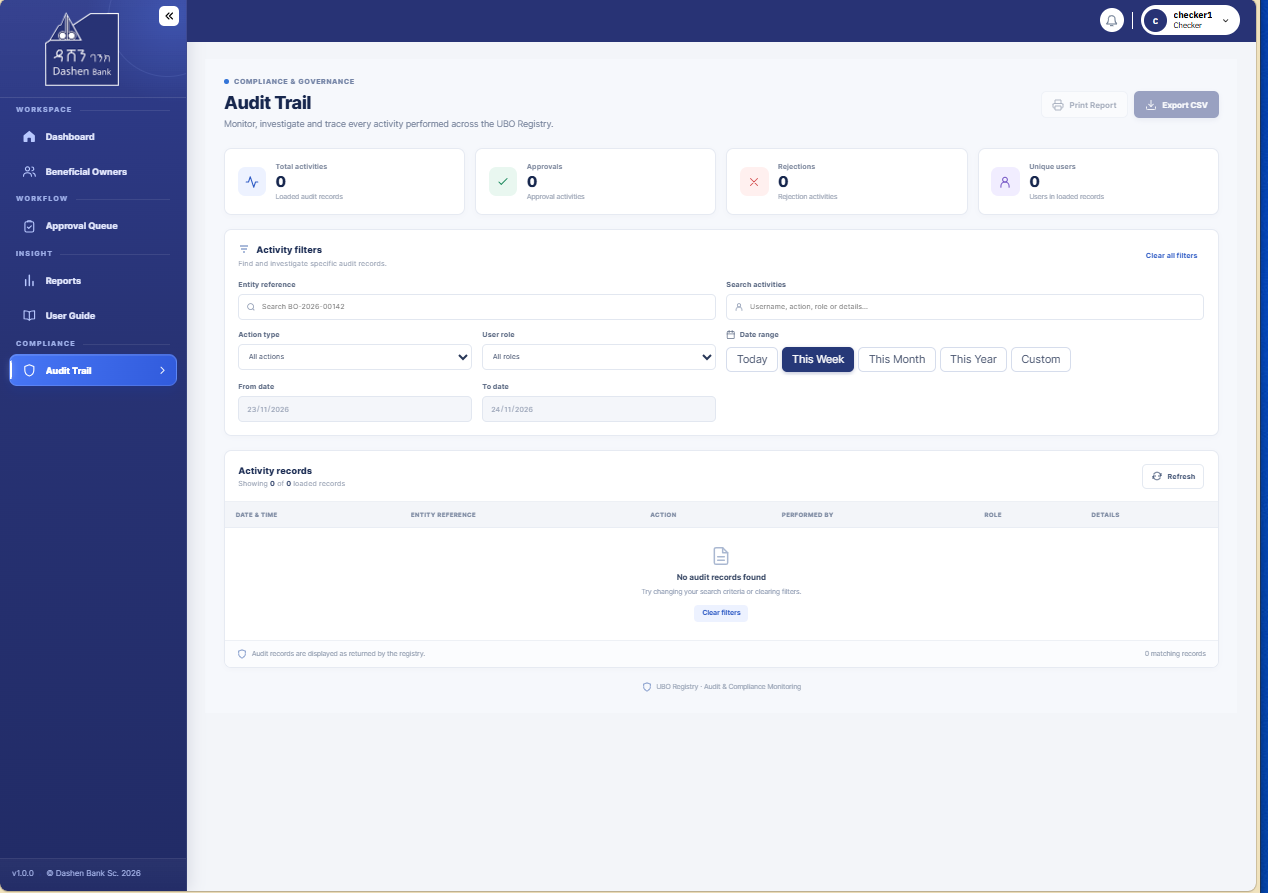 ዳሸን ባንክ
Dashen Bank
WORKSPACE
Dashboard
Beneficial Owners
WORKFLOW
Approval Queue
INSIGHT
Reports
User Guide
COMPLIANCE
Audit Trail
v1.0.0 © Dashen Bank Sc. 2026
c
checker1
Checker
COMPLIANCE & GOVERNANCE
Audit Trail
Monitor, investigate and trace every activity performed across the UBO Registry.
Print Report
Export CSV
Total activities
0
Loaded audit records
Approvals
0
Approval activities
Rejections
0
Rejection activities
Unique users
0
Users in loaded records
Activity filters
Find and investigate specific audit records.
Clear all filters
Entity reference
Search BO-2026-00142
Search activities
Username, action, role or details...
Action type
All actions
User role
All roles
Date range
Today This Week This Month This Year Custom
From date
23/11/2026
To date
24/11/2026
Activity records
Showing 0 of 0 loaded records
Refresh
DATE & TIME ENTITY REFERENCE ACTION PERFORMED BY ROLE DETAILS
No audit records found
Try changing your search criteria or clearing filters.
Clear filters
Audit records are displayed as returned by the registry.
0 matching records
UBO Registry · Audit & Compliance Monitoring